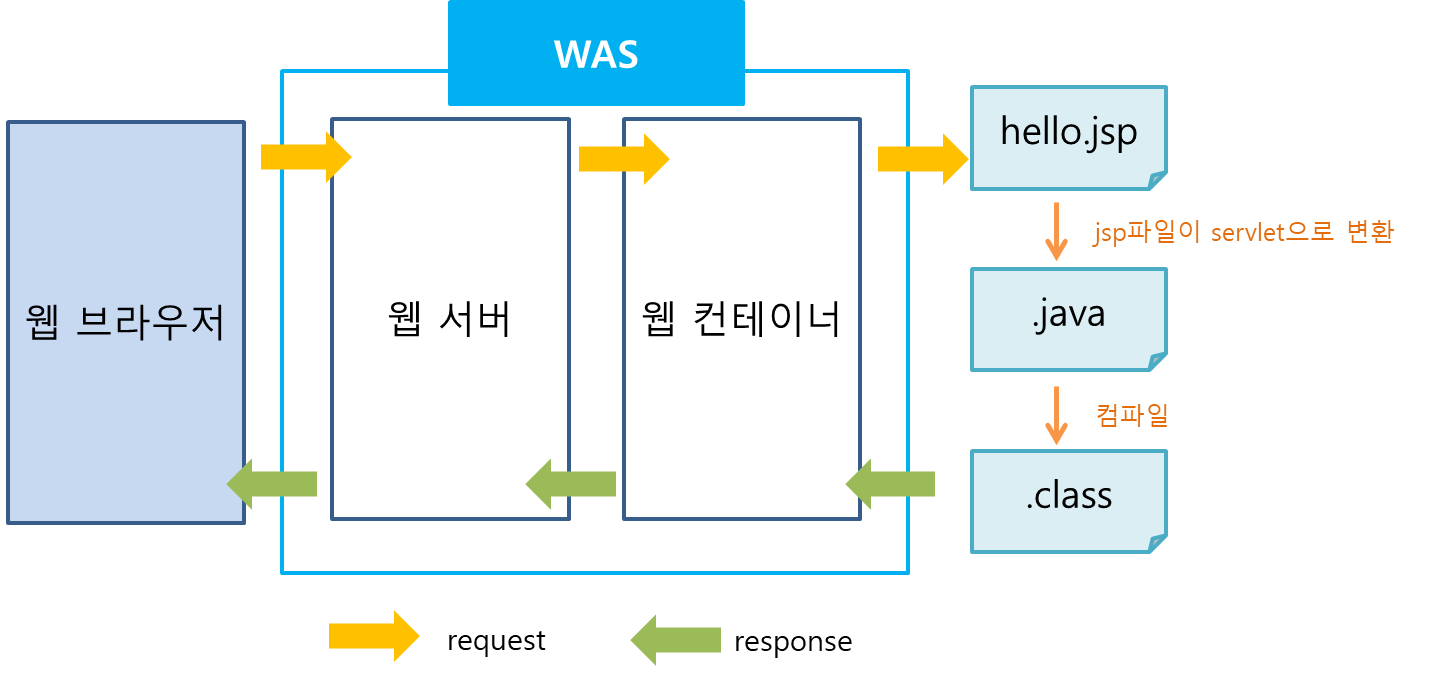 WAS
웹 브라우저
웹 서버
웹 컨테이너
hello.jsp
jsp파일이 servlet으로 변환
.java
컴파일
.class
request
response